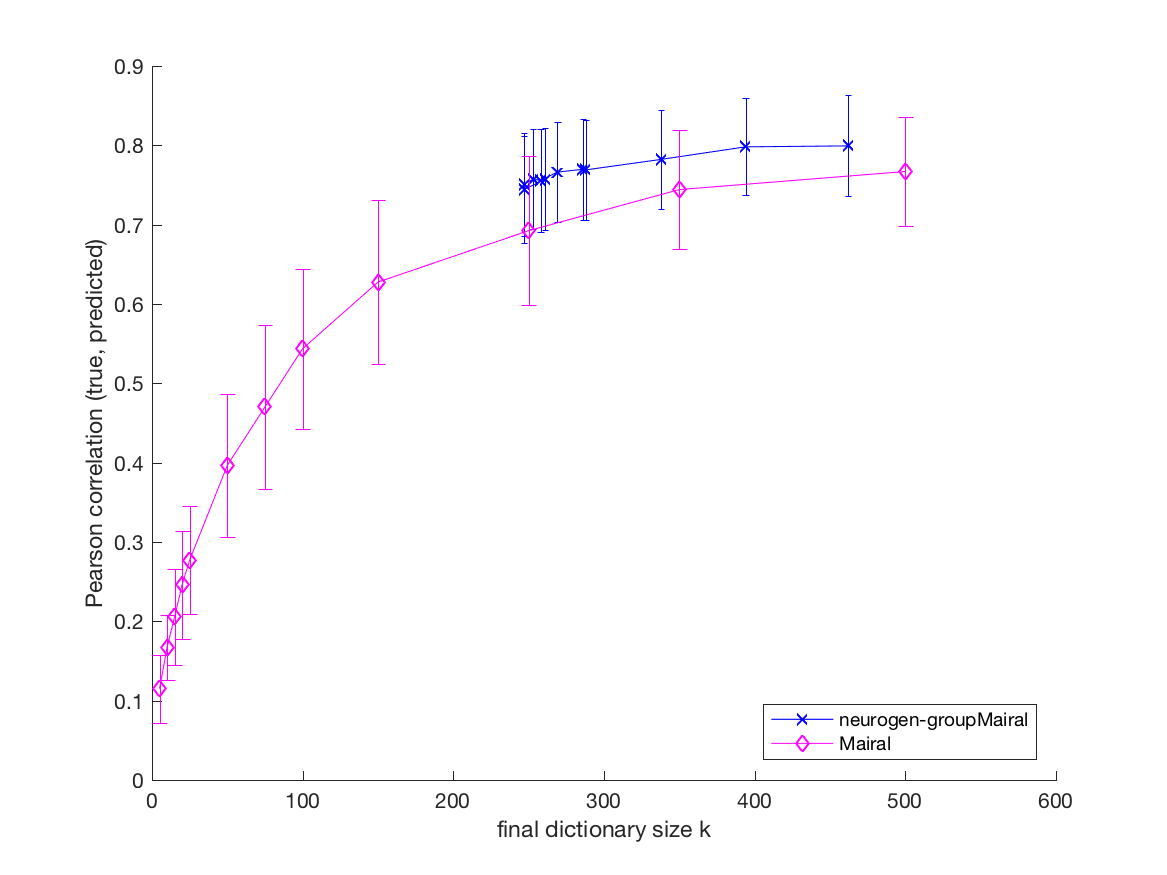 0.9
0.8
0.7
0.6
0.5
0.4
0.3
0.2
0.1
0
Pearson correlation (true, predicted)
neurogen-groupMairal
Mairal
0 100 200 300 400 500 600
final dictionary size k